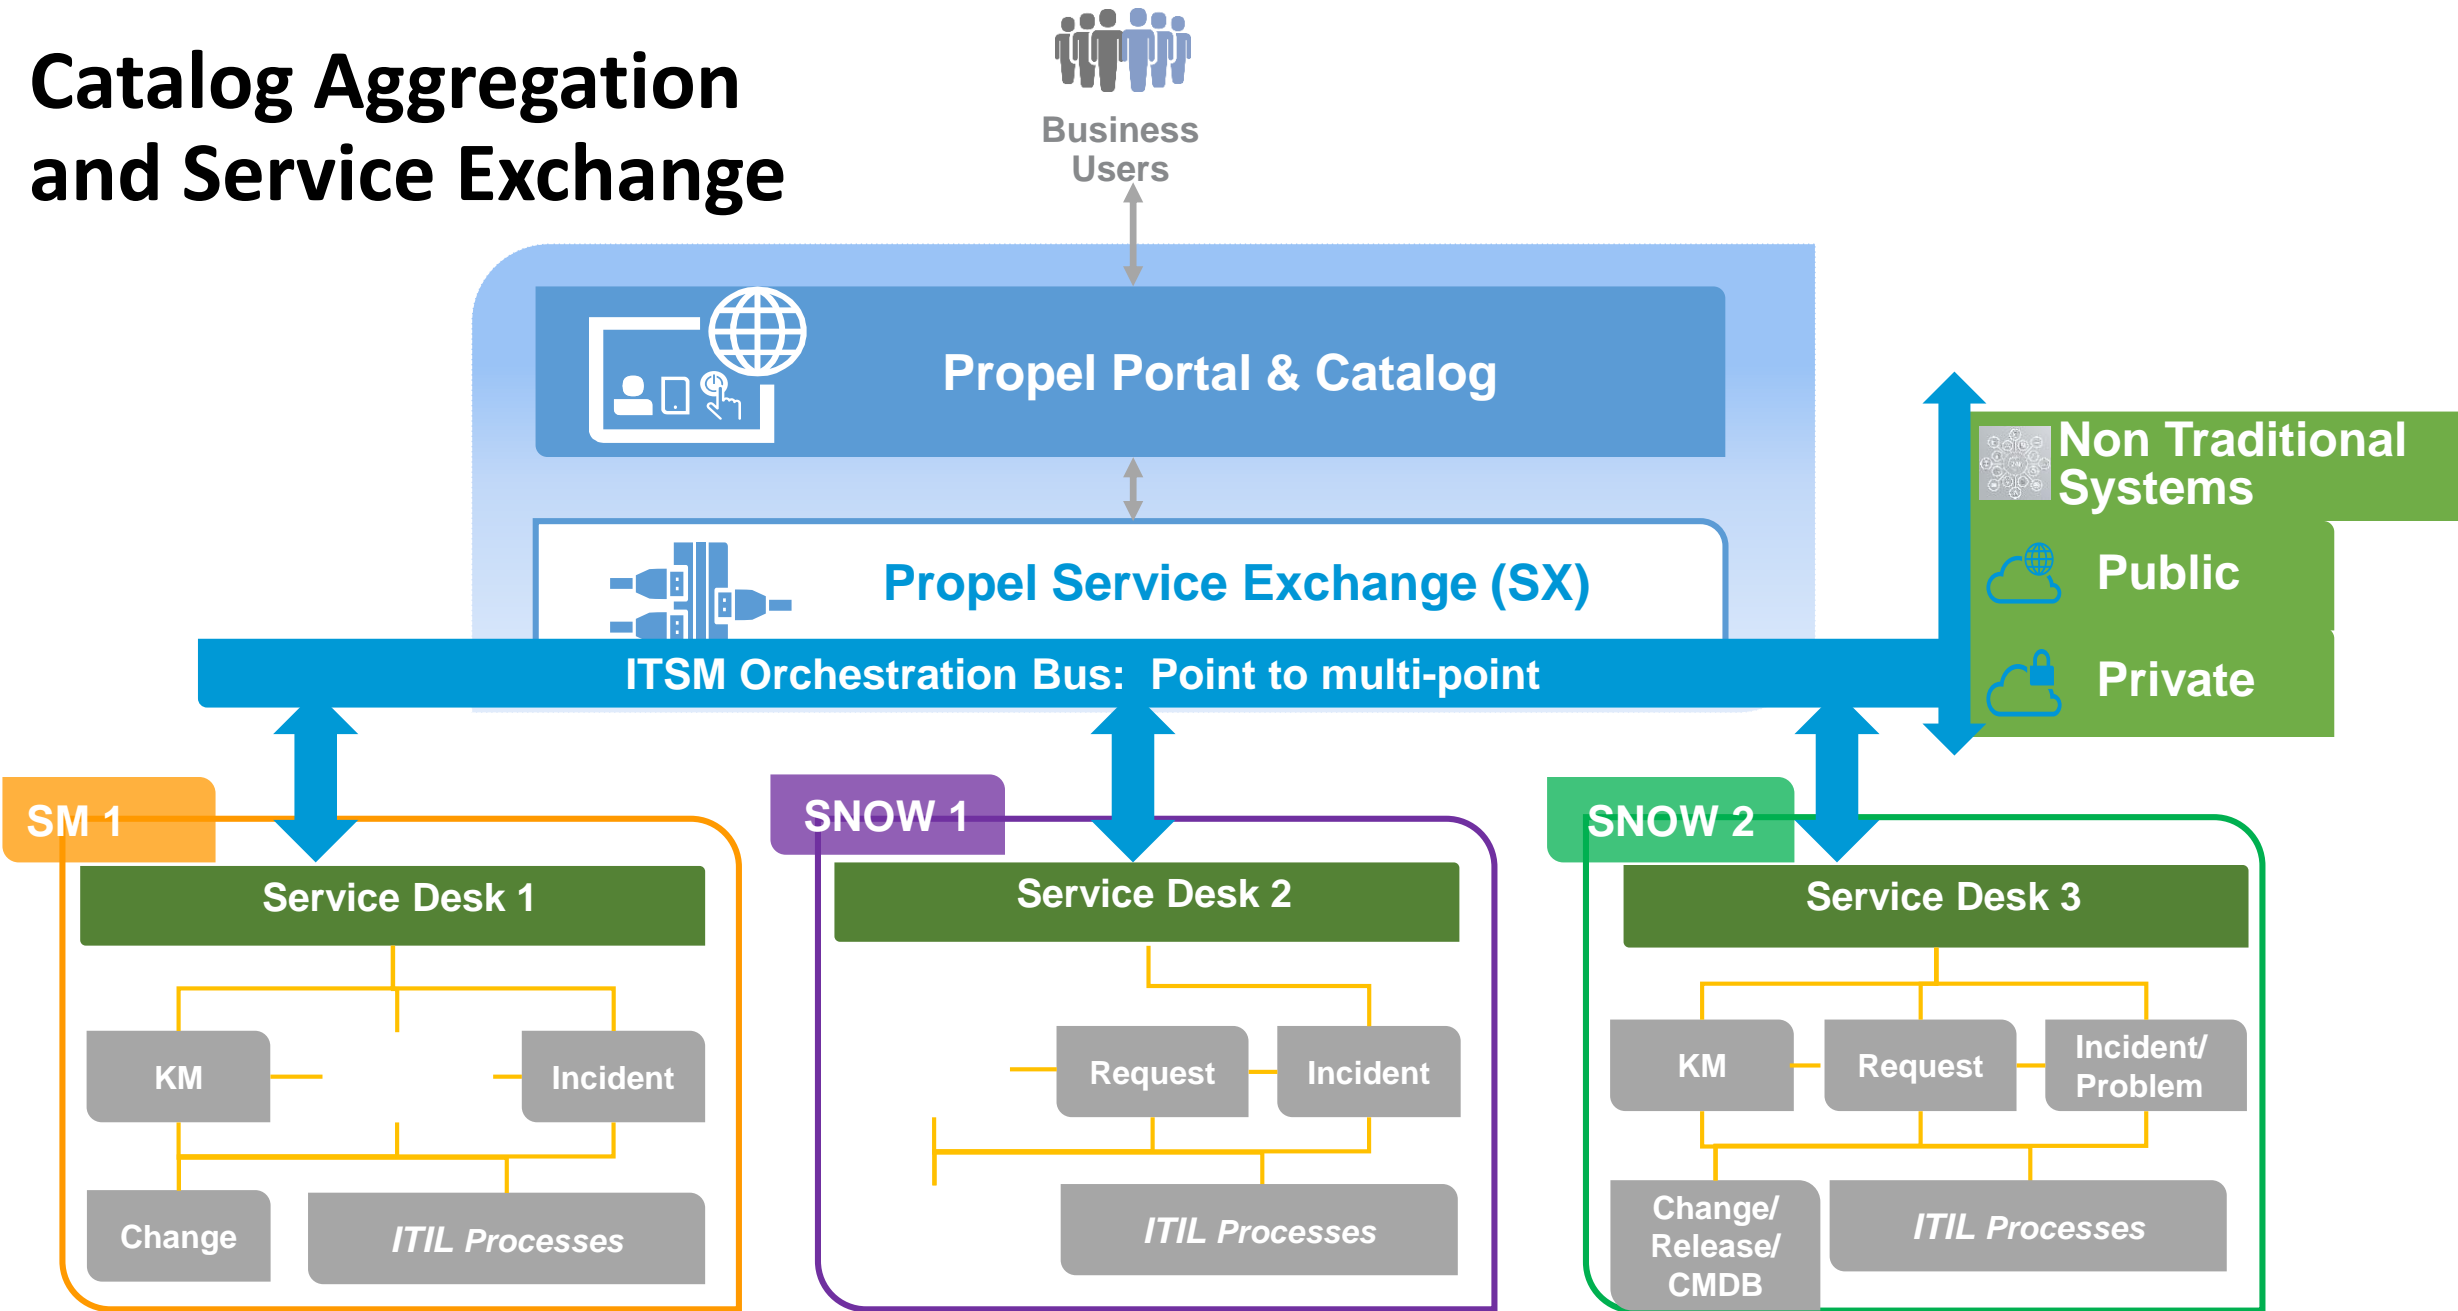 Catalog Aggregation
and Service Exchange
Business
Users
Propel Portal & Catalog
Non Traditional
Systems
Propel Service Exchange (SX)
Public
ITSM Orchestration Bus:  Point to multi-point
Private
SM 1
SNOW 1
SNOW 2
Service Desk 1
Service Desk 2
Service Desk 3
KM
Incident
Request
Incident
KM
Request
Incident/
Problem
Change
ITIL Processes
ITIL Processes
Change/
Release/
CMDB
ITIL Processes